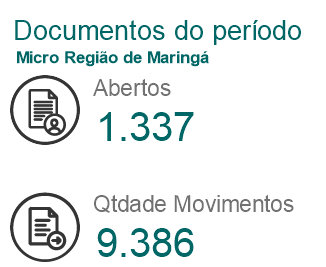 Documentos do período
Micro Região de Maringá
Abertos
1.337
Qtdade Movimentos
9.386